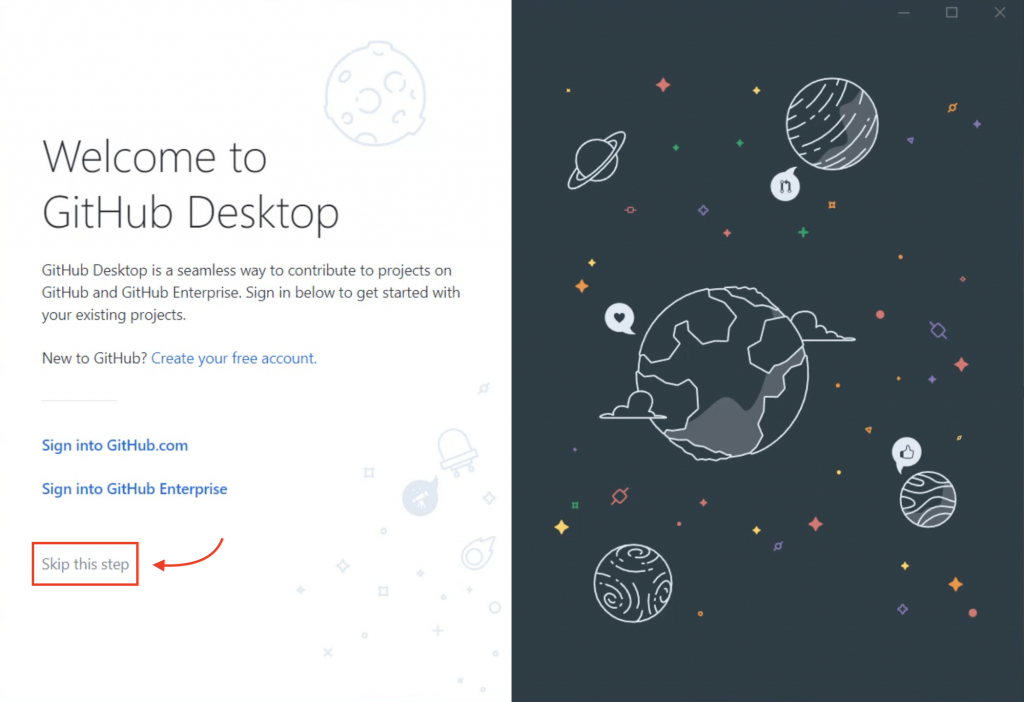 Welcome to
GitHub Desktop
GitHub Desktop is a seamless way to contribute to projects on
GitHub and GitHub Enterprise. Sign in below to get started with
your existing projects.
New to GitHub? Create your free account.
Sign into GitHub.com
Sign into GitHub Enterprise
Skip this step